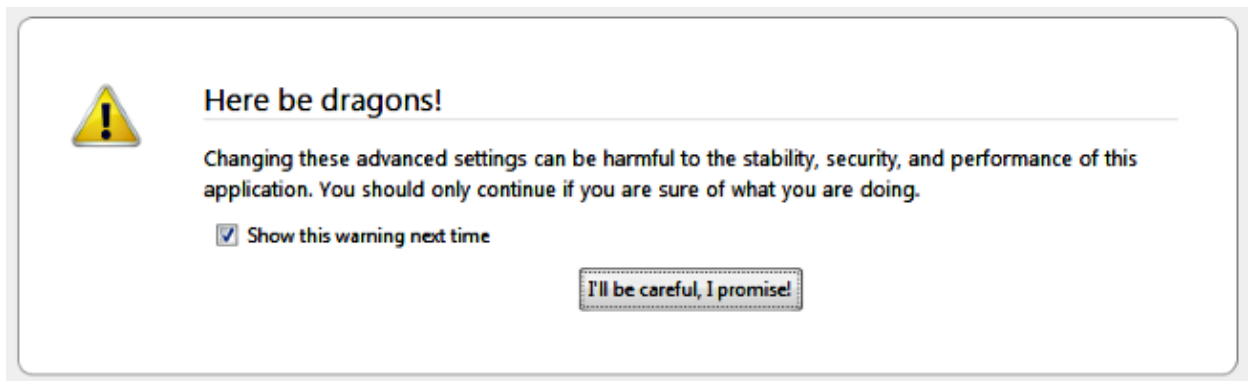 Here be dragons!
Changing these advanced settings can be harmful to the stability, security, and performance of this
application. You should only continue if you are sure of what you are doing.
Show this warning next time
I'll be careful, I promise!